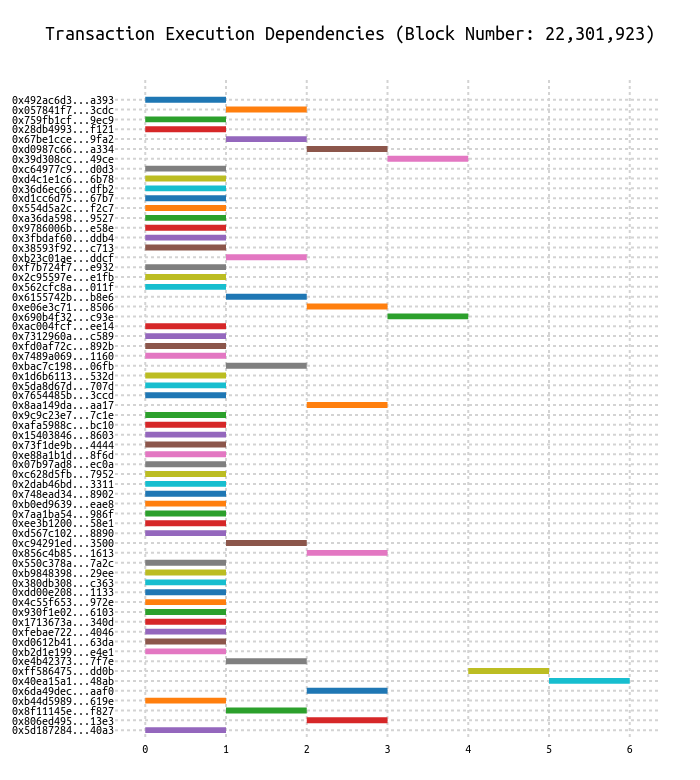 Transaction Execution Dependencies (Block Number: 22,301,923)
0x492ac6d3...a393
0x057841f7...3cdc
0x759fb1cf...9ec9
0x28db4993...f121
0x67be1cce...9fa2
0xd0987c66...a334
0x39d308cc...49ce
0xc64977c9...d0d3
0xd4c1e1c6...6b78
0x36d6ec66...dfb2
0xd1cc6d75...67b7
0x554d5a2c...f2c7
0xa36da598...9527
0x9786006b...e58e
0x3fbdaf60...ddb4
0x38593f92...c713
0xb23c01ae...ddcf
0xf7b724f7...e932
0x2c95597e...e1fb
0x562cfc8a...011f
0x6155742b...b8e6
0xe06e3c71...8506
0x690b4f32...c93e
0xac004fcf...ee14
0x7312960a...c589
0xfd0af72c...892b
0x7489a069...1160
0xbac7c198...06fb
0x1d6b6113...532d
0x5da8d67d...707d
0x7654485b...3ccd
0x8aa149da...aa17
0x9c9c23e7...7c1e
0xafa5988c...bc10
0x15403846...8603
0x73f1de9b...4444
0xe88a1b1d...8f6d
0x07b97ad8...ec0a
0xc628d5fb...7952
0x2dab46bd...3311
0x748ead34...8902
0xb0ed9639...eae8
0x7aa1ba54...986f
0xee3b1200...58e1
0xd567c102...8890
0xc94291ed...3500
0x856c4b85...1613
0x550c378a...7a2c
0xb9848398...29ee
0x380db308...c363
0xdd00e208...1133
0x4c55f653...972e
0x930f1e02...6103
0x1713673a...340d
0xfebae722...4046
0xd0612b41...63da
0xb2d1e199...e4e1
0xe4b42373...7f7e
0xff586475...dd0b
0x40ea15a1...48ab
0x6da49dec...aaf0
0xb44d5989...619e
0x8f11145e...f827
0x806ed495...13e3
0x5d187284...40a3
0 1 2 3 4 5 6